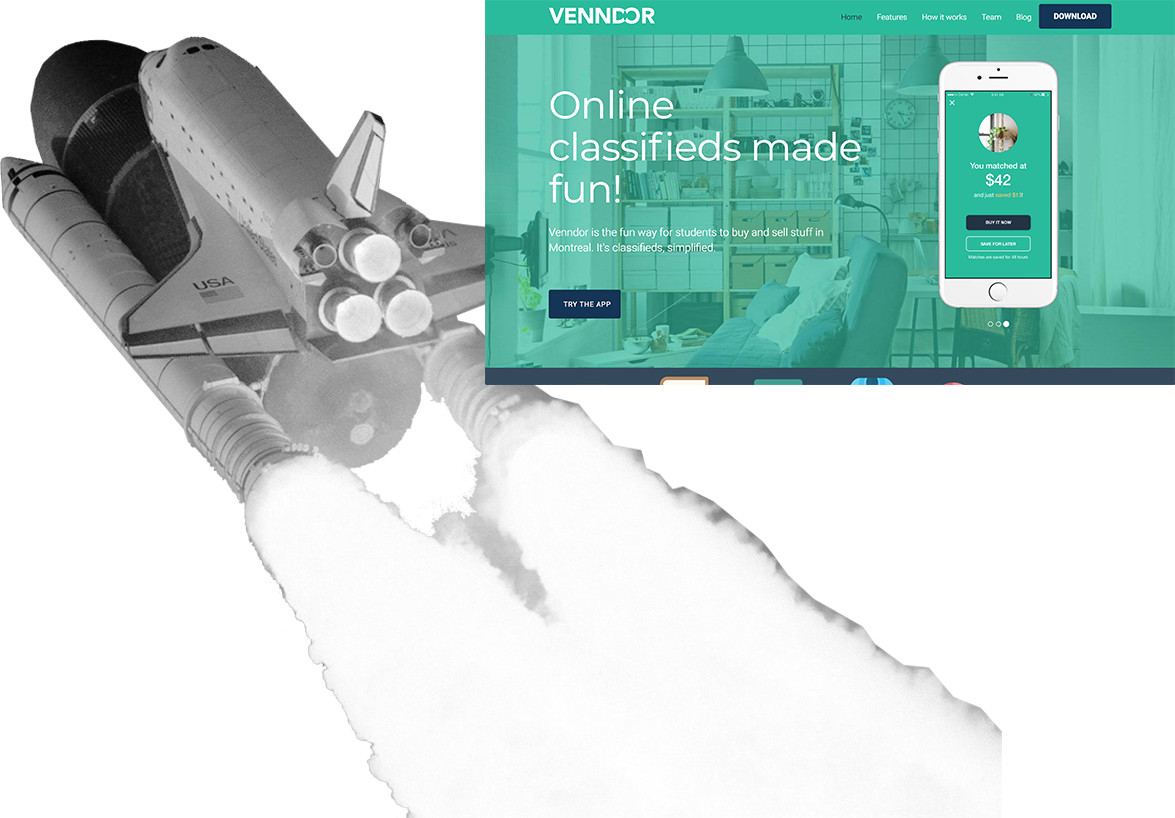 VENNDOR
Home
Features
How it works
Team
Blog
DOWNLOAD
Online
classifieds made
fun!
Venndor is the fun way for students to buy and sell stuff in
Montreal. It's classifieds, simplified.
TRY THE APP
You matched at
$42
and just saved $13!
BUY IT NOW
SAVE FOR LATER
Matches are saved for 48 hours
USA